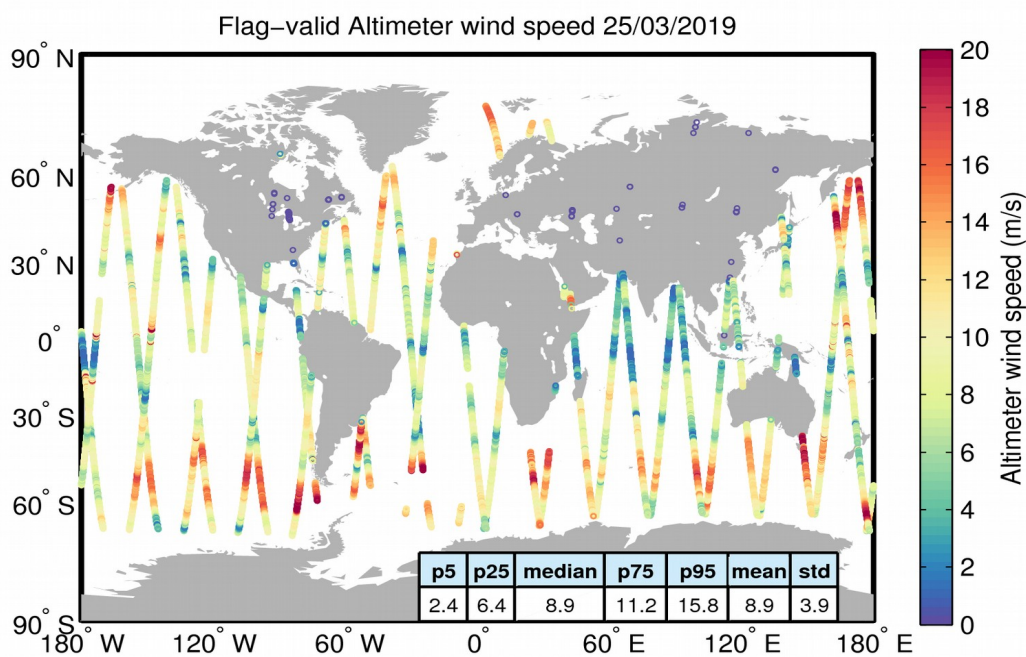 Flag−valid Altimeter wind speed 25/03/2019
90° N
60° N
30° N
0°
30° S
60° S
90° S
180° W
120° W
60° W
0°
60° E
120° E
180° E
p5 p25 median p75 p95 mean std
2.4 6.4 8.9 11.2 15.8 8.9 3.9
20
18
16
14
12
10
8
6
4
2
0
Altimeter wind speed (m/s)